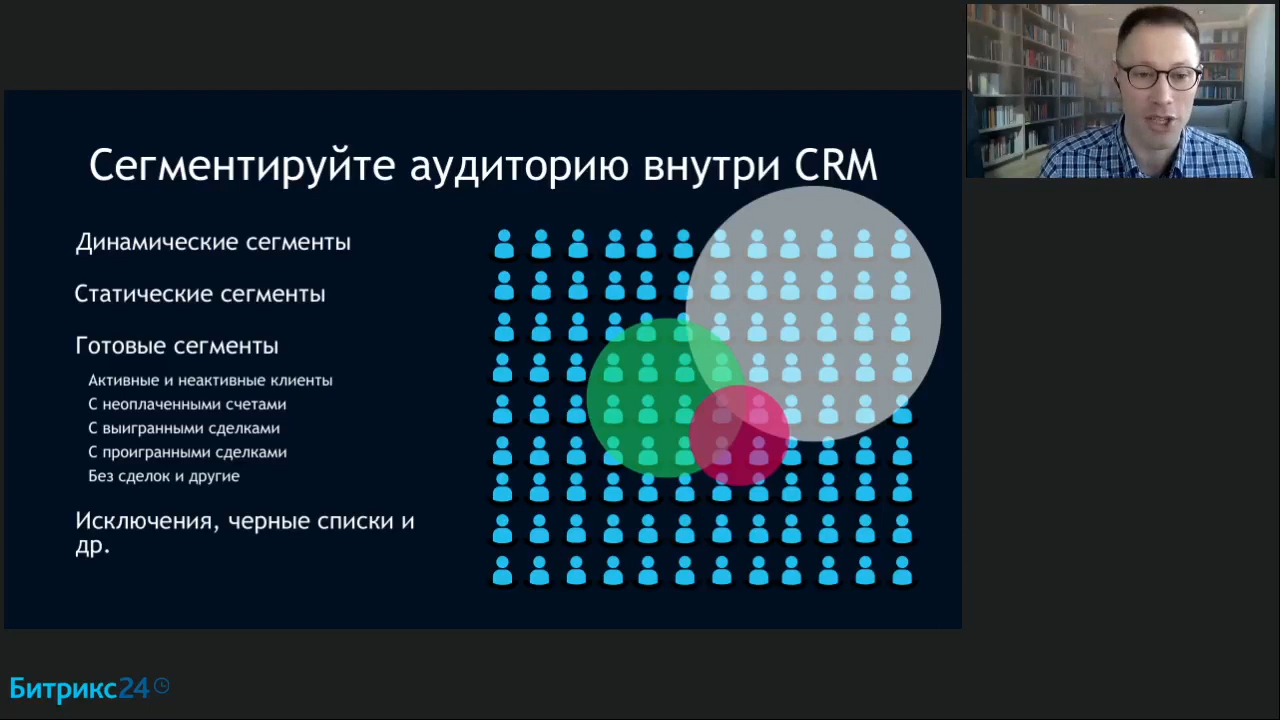 Сегментируйте аудиторию внутри CRM
Динамические сегменты
Статические сегменты
Готовые сегменты
Активные и неактивные клиенты
С неоплаченными счетами
С выигранными сделками
С проигранными сделками
Без сделок и другие
Исключения, черные списки и
др.
Битрикс24